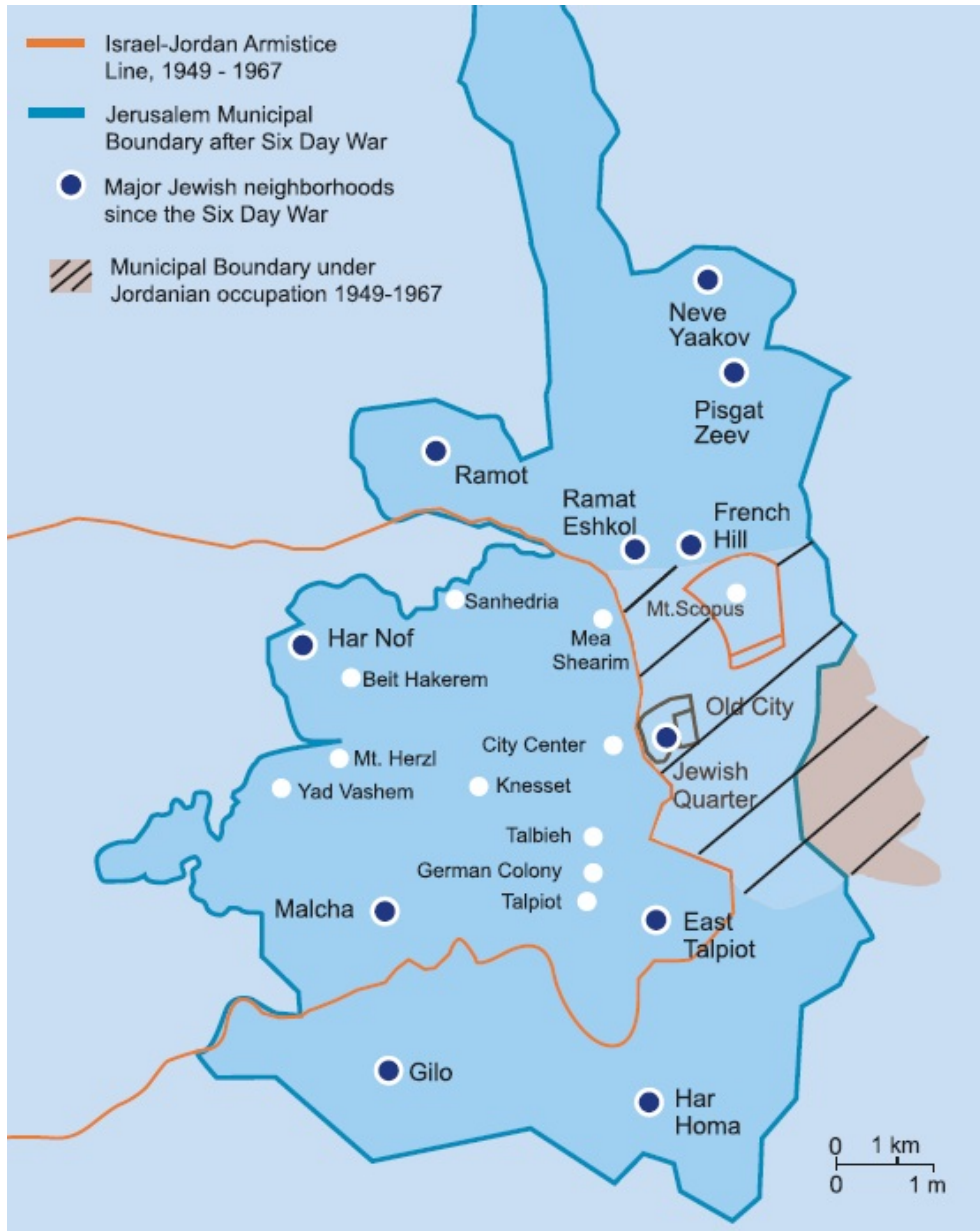 Israel-Jordan Armistice
Line, 1949 - 1967
Jerusalem Municipal
Boundary after Six Day War
Major Jewish neighborhoods
since the Six Day War
Municipal Boundary under
Jordanian occupation 1949-1967
Neve
Yaakov
Pisgat
Zeev
Ramot
Ramat
Eshkol
French
Hill
Mt.Scopus
Sanhedria
Mea
Shearim
Har Nof
Beit Hakerem
Old City
City Center
Mt. Herzl
Yad Vashem
Knesset
Jewish
Quarter
Talbieh
German Colony
Talpiot
Malcha
East
Talpiot
Gilo
Har
Homa
0 1 km
0 1 m